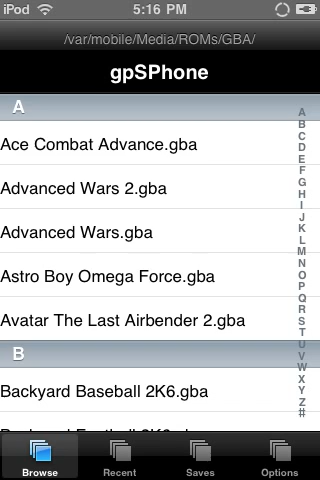 iPod 5:16 PM
/var/mobile/Media/ROMs/GBA/
gpSPhone
A
Ace Combat Advance.gba
Advanced Wars 2.gba
Advanced Wars.gba
Astro Boy Omega Force.gba
Avatar The Last Airbender 2.gba
B
Backyard Baseball 2K6.gba
A
B
C
D
E
F
G
H
I
J
K
L
M
N
O
P
Q
R
S
T
U
V
W
X
Y
Z
#
Browse Recent Saves Options